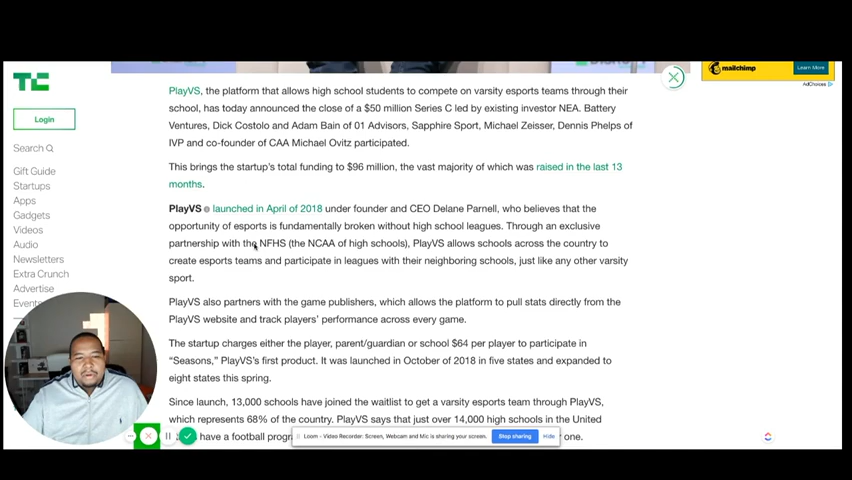 TC
mailchimp
Learn More
AdChoices
Login
Search
Gift Guide
Startups
Apps
Gadgets
Videos
Audio
Newsletters
Extra Crunch
Advertise
Events
PlayVS, the platform that allows high school students to compete on varsity esports teams through their
school, has today announced the close of a $50 million Series C led by existing investor NEA. Battery
Ventures, Dick Costolo and Adam Bain of 01 Advisors, Sapphire Sport, Michael Zeisser, Dennis Phelps of
IVP and co-founder of CAA Michael Ovitz participated.
This brings the startup's total funding to $96 million, the vast majority of which was raised in the last 13
months.
PlayVS launched in April of 2018 under founder and CEO Delane Parnell, who believes that the
opportunity of esports is fundamentally broken without high school leagues. Through an exclusive
partnership with the NFHS (the NCAA of high schools), PlayVS allows schools across the country to
create esports teams and participate in leagues with their neighboring schools, just like any other varsity
sport.
PlayVS also partners with the game publishers, which allows the platform to pull stats directly from the
PlayVS website and track players' performance across every game.
The startup charges either the player, parent/guardian or school $64 per player to participate in
"Seasons," PlayVS's first product. It was launched in October of 2018 in five states and expanded to
eight states this spring.
Since launch, 13,000 schools have joined the waitlist to get a varsity esports team through PlayVS,
which represents 68% of the country. PlayVS says that just over 14,000 high schools in the United
have a football one.
Loom – Video Recorder: Screen, Webcam and Mic is sharing your screen.
Stop sharing
Hide